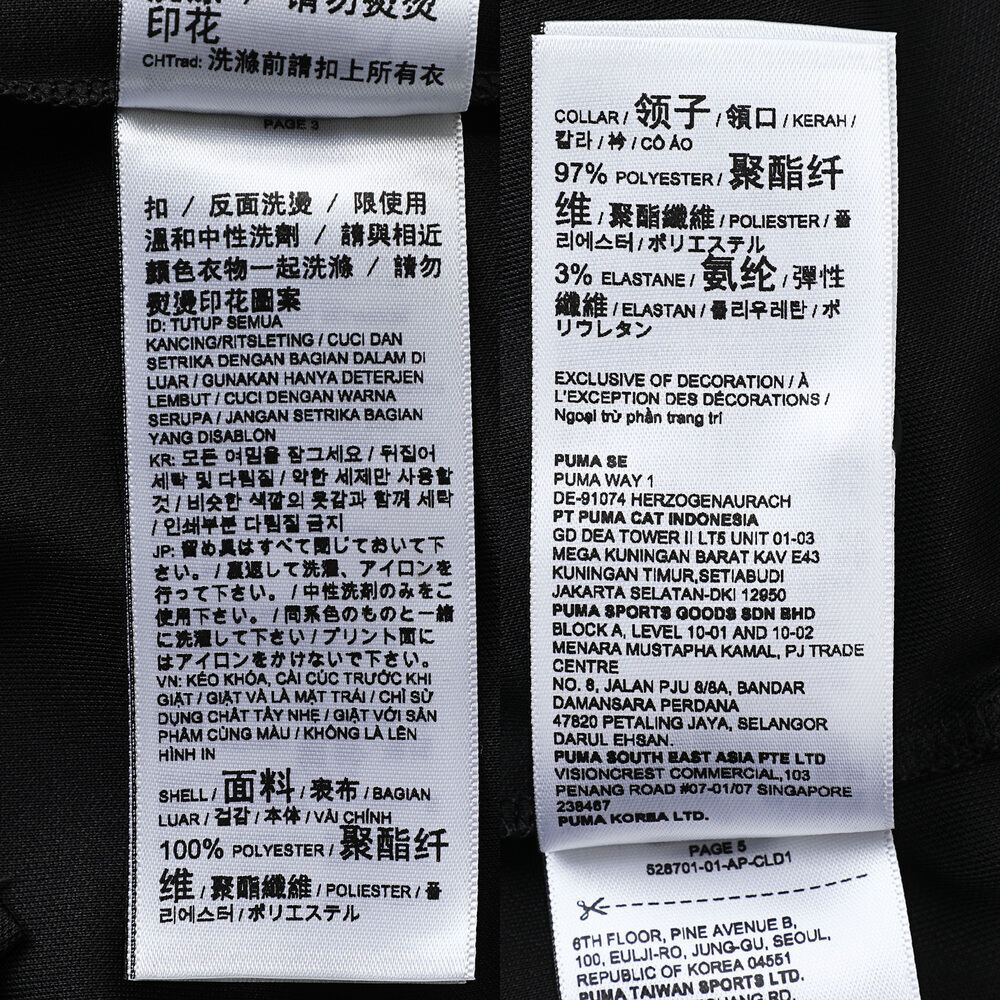 印花
CHTrad: 洗滌前請扣上所有衣
PAGE 3
扣 / 反面洗燙 / 限使用
溫和中性洗劑 / 請與相近
顏色衣物一起洗滌 / 請勿
熨燙印花圖案
ID: TUTUP SEMUA
KANCING/RITSLETING / CUCI DAN
SETRIKA DENGAN BAGIAN DALAM DI
LUAR / GUNAKAN HANYA DETERJEN
LEMBUT / CUCI DENGAN WARNA
SERUPA / JANGAN SETRIKA BAGIAN
YANG DISABLON
KR: 모든 여밈을 잠그세요 / 뒤집어
세탁 및 다림질 / 약한 세제만 사용할
것 / 비슷한 색깔의 옷감과 함께 세탁
/ 인쇄부분 다림질 금지
JP: 留め具はすべて閉じておいて下
さい。 / 裏返して洗濯、アイロンを
行って下さい。 / 中性洗剤のみをご
使用下さい。 / 同系色のものと一緒
に洗濯して下さい / プリント面に
はアイロンをかけないで下さい。
VN: KÉO KHÓA, CÀI CÚC TRƯỚC KHI
GIẶT / GIẶT VÀ LÀ MẶT TRÁI / CHỈ SỬ
DỤNG CHẤT TẨY NHẸ / GIẶT VỚI SẢN
PHẨM CÙNG MÀU / KHÔNG LÀ LÊN
HÌNH IN
SHELL / 面料 / 表布 / BAGIAN
LUAR / 겉감 / 本体 / VẢI CHÍNH
100% POLYESTER / 聚酯纤
维 / 聚酯纖維 / POLIESTER / 폴
리에스터 / ポリエステル
COLLAR / 领子 / 領口 / KERAH /
칼라 / 衿 / CỔ ÁO
97% POLYESTER / 聚酯纤
维 / 聚酯纖維 / POLIESTER / 폴
리에스터 / ポリエステル
3% ELASTANE / 氨纶 / 彈性
纖維 / ELASTAN / 폴리우레탄 / ポ
リウレタン
EXCLUSIVE OF DECORATION / À
L'EXCEPTION DES DÉCORATIONS /
Ngoại trừ phần trang trí
PUMA SE
PUMA WAY 1
DE-91074 HERZOGENAURACH
PT PUMA CAT INDONESIA
GD DEA TOWER II LT5 UNIT 01-03
MEGA KUNINGAN BARAT KAV E43
KUNINGAN TIMUR,SETIABUDI
JAKARTA SELATAN-DKI 12950
PUMA SPORTS GOODS SDN BHD
BLOCK A, LEVEL 10-01 AND 10-02
MENARA MUSTAPHA KAMAL, PJ TRADE
CENTRE
NO. 8, JALAN PJU 8/8A, BANDAR
DAMANSARA PERDANA
47820 PETALING JAYA, SELANGOR
DARUL EHSAN.
PUMA SOUTH EAST ASIA PTE LTD
VISIONCREST COMMERCIAL,103
PENANG ROAD #07-01/07 SINGAPORE
238467
PUMA KOREA LTD.
PAGE 5
528701-01-AP-CLD1
6TH FLOOR, PINE AVENUE B,
100, EULJI-RO, JUNG-GU, SEOUL,
REPUBLIC OF KOREA 04551
PUMA TAIWAN SPORTS LTD.